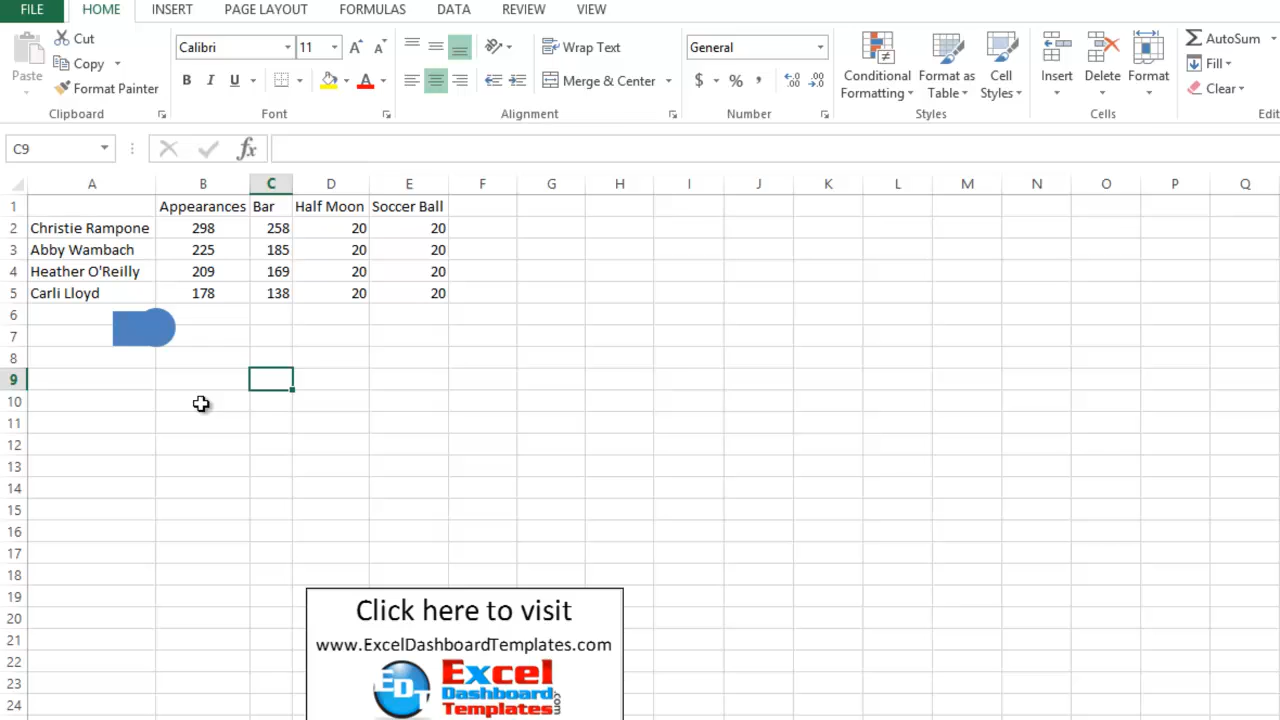 FILE HOME INSERT PAGE LAYOUT FORMULAS DATA REVIEW VIEW
Paste
Cut
Copy
Format Painter
Clipboard
Calibri 11
B I U A
Font
Wrap Text
Merge & Center
Alignment
General
$ % ,
Number
Conditional Formatting
Format as Table
Cell Styles
Styles
Insert Delete Format
Cells
AutoSum
Fill
Clear
Edit
C9 fx
A B C D E F G H I J K L M N O P Q
1 Appearances Bar Half Moon Soccer Ball
2 Christie Rampone 298 258 20 20
3 Abby Wambach 225 185 20 20
4 Heather O'Reilly 209 169 20 20
5 Carli Lloyd 178 138 20 20
6
7
8
9
10
11
12
13
14
15
16
17
18
19
20
21
22
23
24
Click here to visit
www.ExcelDashboardTemplates.com
EDT Excel
Dashboard
Templates.com